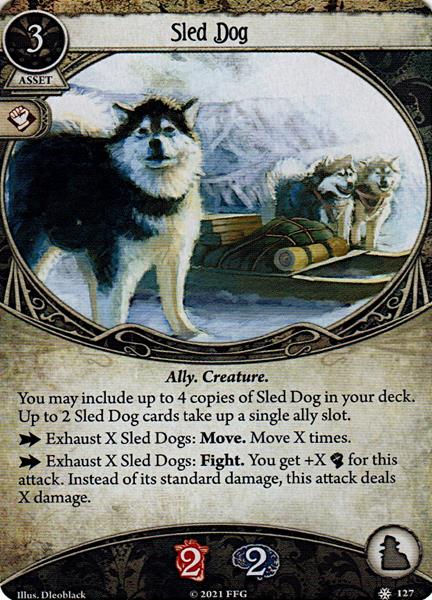 3
Sled Dog
ASSET
Ally. Creature.
You may include up to 4 copies of Sled Dog in your deck.
Up to 2 Sled Dog cards take up a single ally slot.
Exhaust X Sled Dogs: Move. Move X times.
Exhaust X Sled Dogs: Fight. You get +X for this
attack. Instead of its standard damage, this attack deals
X damage.
2 2
Illus. Dleoblack © 2021 FFG 127